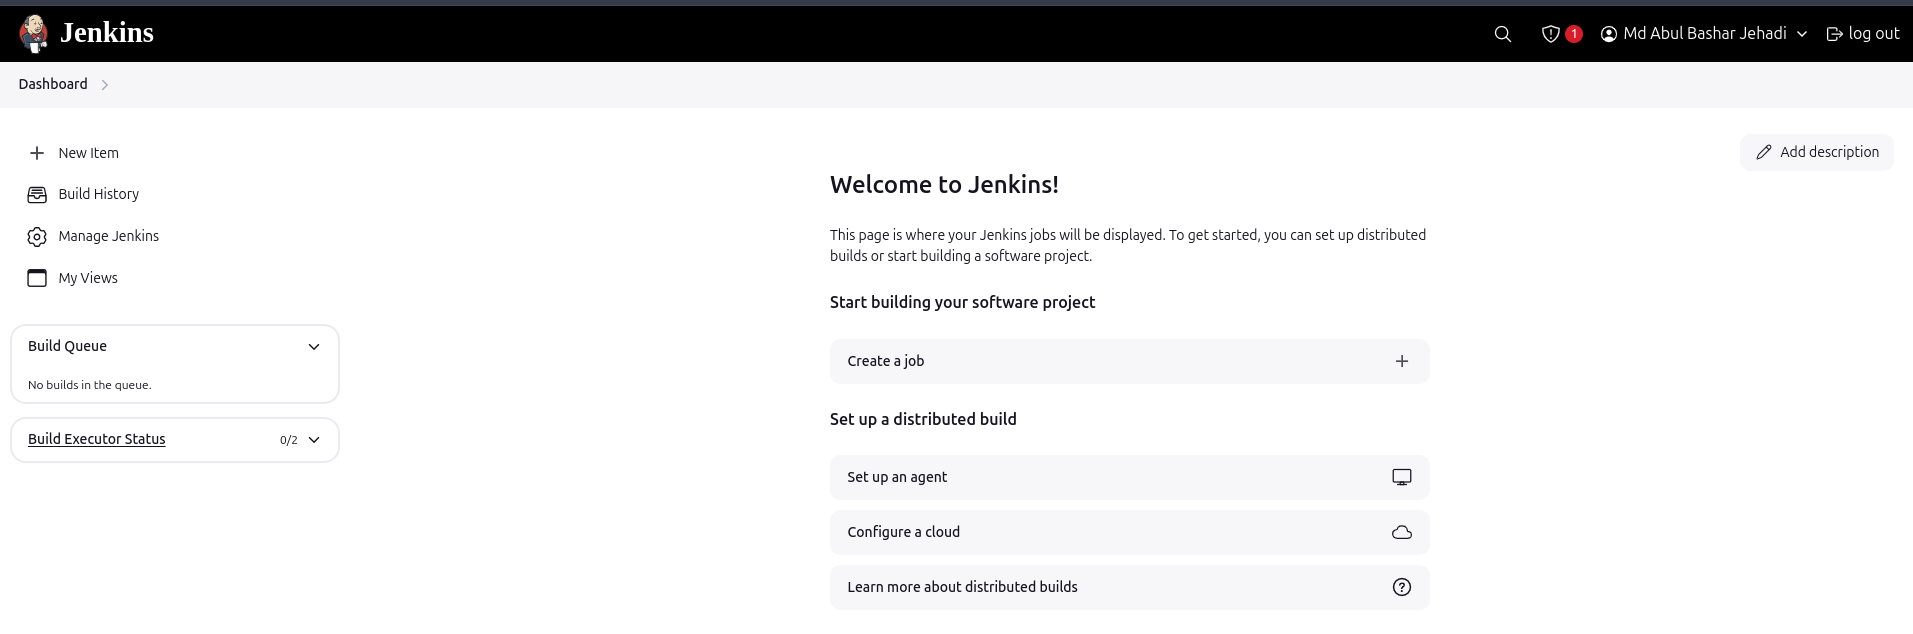 Jenkins
1
Md Abul Bashar Jehadi
log out
Dashboard
New Item
Build History
Manage Jenkins
My Views
Build Queue
No builds in the queue.
Build Executor Status
0/2
Add description
Welcome to Jenkins!
This page is where your Jenkins jobs will be displayed. To get started, you can set up distributed
builds or start building a software project.
Start building your software project
Create a job
Set up a distributed build
Set up an agent
Configure a cloud
Learn more about distributed builds